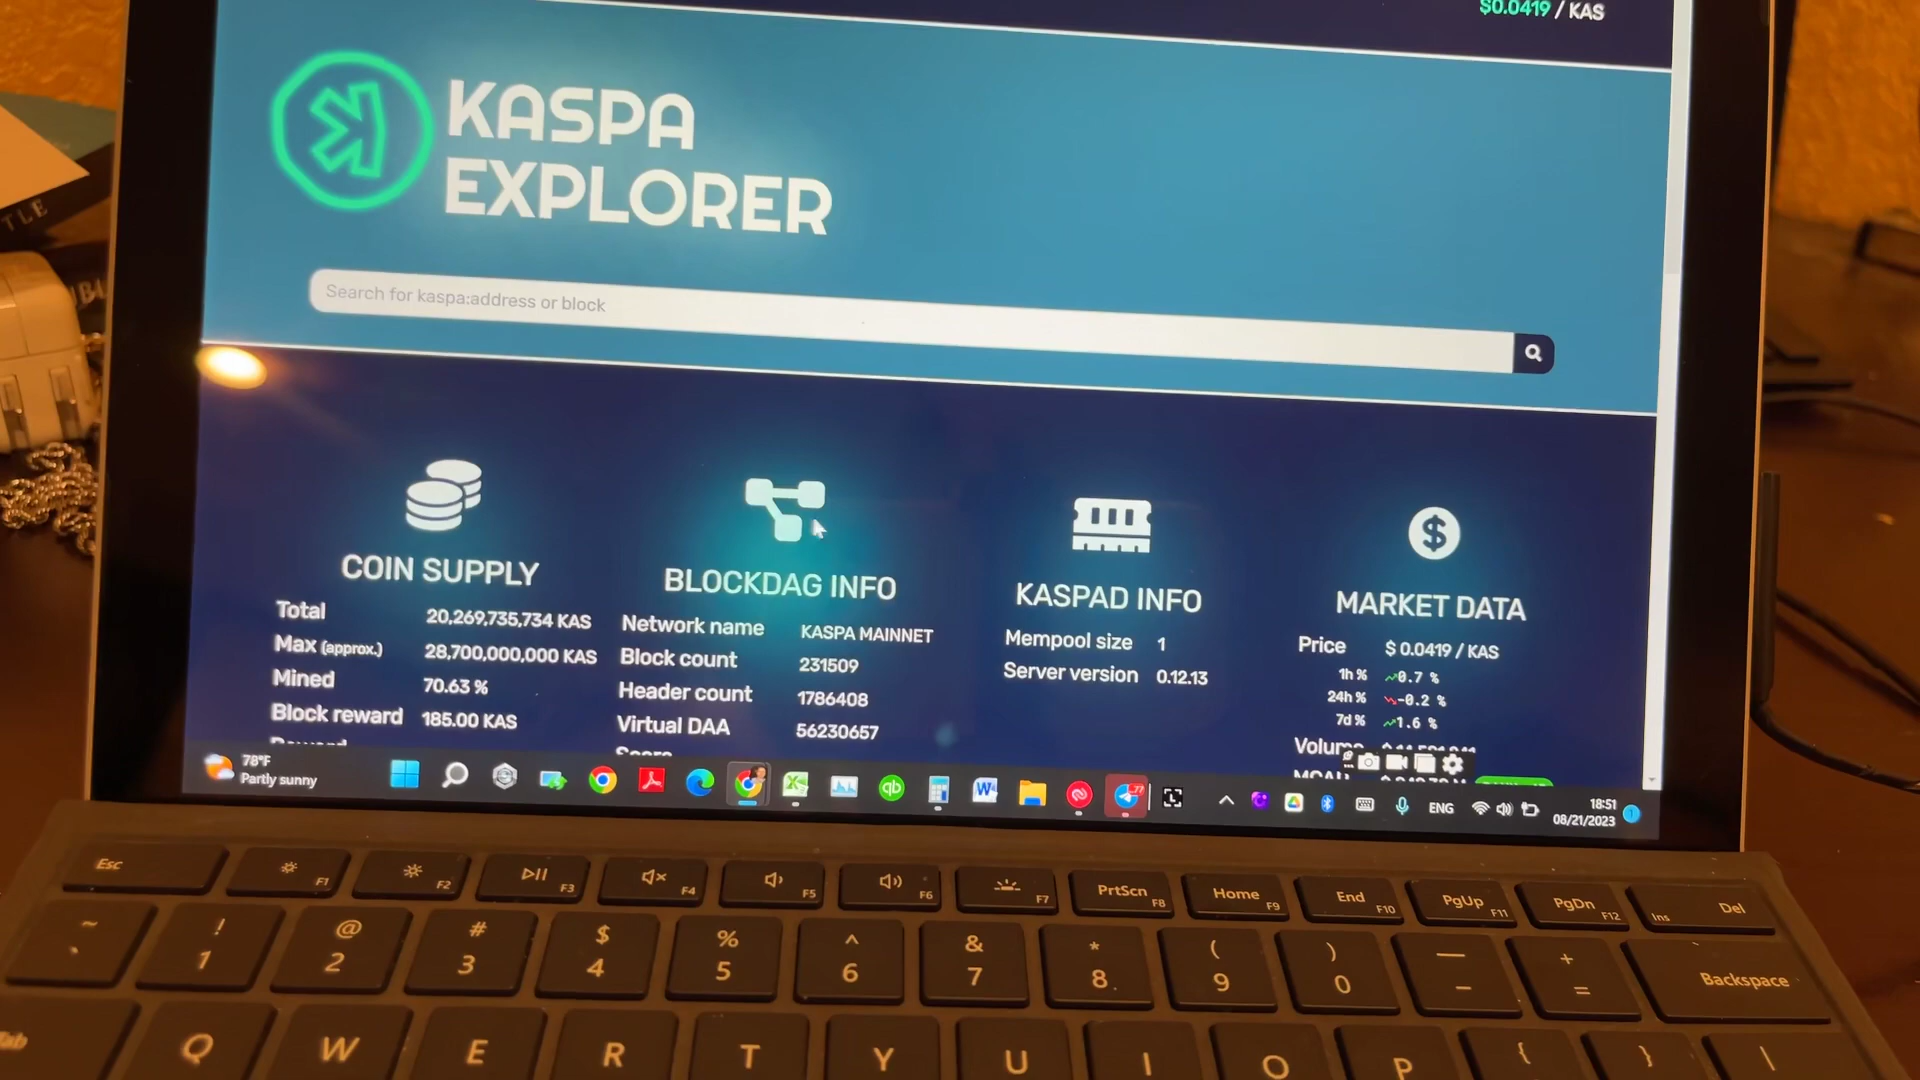 $0.0419 / KAS
KASPA
EXPLORER
Search for kaspa:address or block
COIN SUPPLY
Total 20,269,735,734 KAS
Max (approx.) 28,700,000,000 KAS
Mined 70.63 %
Block reward 185.00 KAS
BLOCKDAG INFO
Network name KASPA MAINNET
Block count 231509
Header count 1786408
Virtual DAA 56230657
KASPAD INFO
Mempool size 1
Server version 0.12.13
MARKET DATA
Price $ 0.0419 / KAS
1h % 0.7 %
24h % -0.2 %
7d % 1.6 %
Volume
TLE
78°F
Partly sunny
qb
W
77
ENG
18:51
08/21/2023
1
Esc F1 F2 F3 F4 F5 F6 F7 PrtScn F8 Home F9 End F10 PgUp F11 PgDn F12 Ins Del
~ ` ! 1 @ 2 # 3 $ 4 % 5 ^ 6 & 7 * 8 ( 9 ) 0 — - + = Backspace
Q W E R T Y U I O P { } |